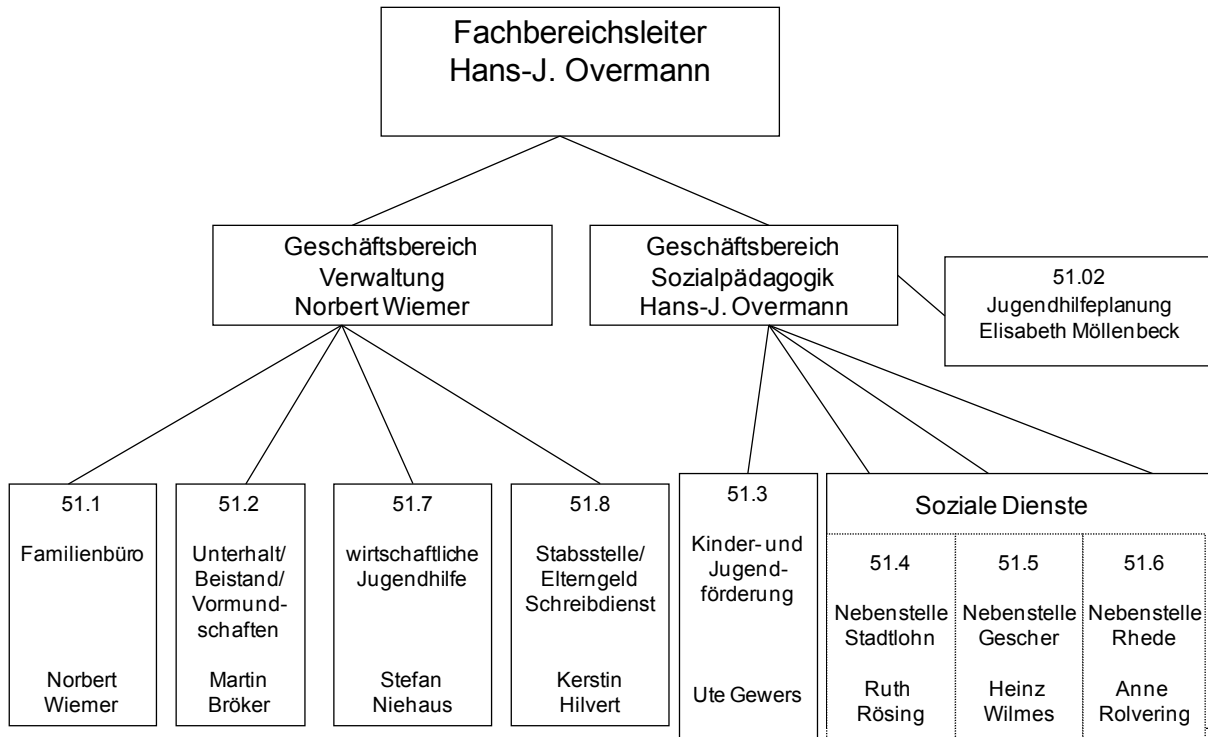 Fachbereichsleiter
Hans-J. Overmann
Geschäftsbereich
Verwaltung
Norbert Wiemer
Geschäftsbereich
Sozialpädagogik
Hans-J. Overmann
51.02
Jugendhilfeplanung
Elisabeth Möllenbeck
51.1
Familienbüro
Norbert
Wiemer
51.2
Unterhalt/
Beistand/
Vormund-
schaften
Martin
Bröker
51.7
wirtschaftliche
Jugendhilfe
Stefan
Niehaus
51.8
Stabsstelle/
Elterngeld
Schreibdienst
Kerstin
Hilvert
51.3
Kinder- und
Jugend-
förderung
Ute Gewers
Soziale Dienste
51.4
Nebenstelle
Stadtlohn
Ruth
Rösing
51.5
Nebenstelle
Gescher
Heinz
Wilmes
51.6
Nebenstelle
Rhede
Anne
Rolvering